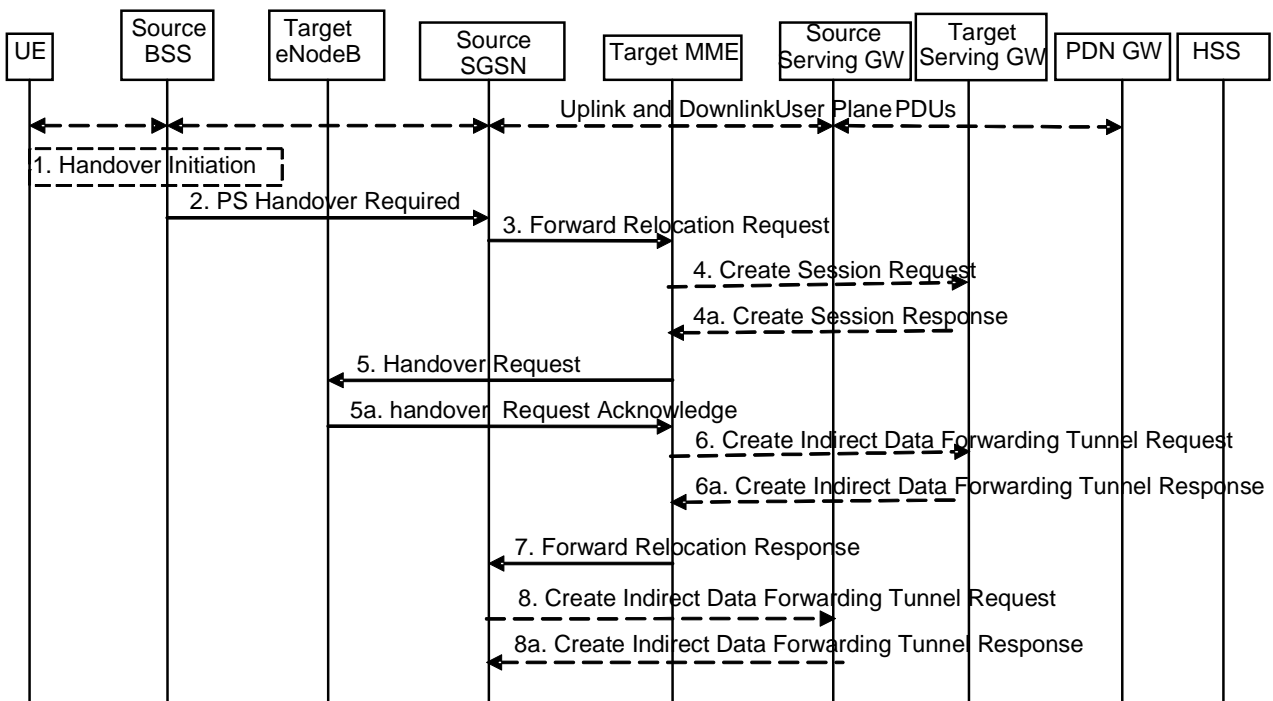 UE
Source
BSS
Target
eNodeB
Source
SGSN
Target MME
Source
Serving GW
Target
Serving GW
PDN GW
HSS
Uplink and DownlinkUser PlanePDUs
1. Handover Initiation
2. PS Handover Required
3. Forward Relocation Request
4. Create Session Request
4a. Create Session Response
5. Handover Request
5a. handover Request Acknowledge
6. Create Indirect Data Forwarding Tunnel Request
6a. Create Indirect Data Forwarding Tunnel Response
7. Forward Relocation Response
8. Create Indirect Data Forwarding Tunnel Request
8a. Create Indirect Data Forwarding Tunnel Response